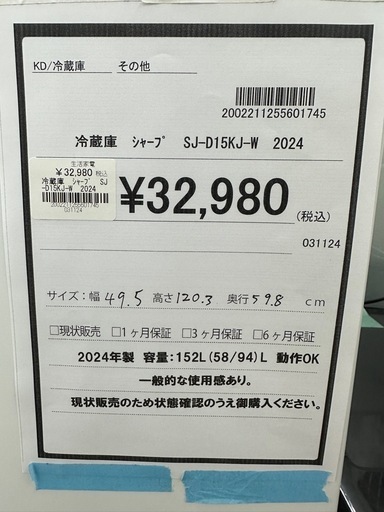 KD/冷蔵庫 その他
2002211255601745
冷蔵庫 ｼｬｰﾌﾟ SJ-D15KJ-W 2024
生活家電
¥32,980 税込
冷蔵庫 ｼｬｰﾌﾟ SJ
-D15KJ-W 2024
2002211255601745
031124
¥32,980 (税込)
031124
サイズ:幅 49.5 高さ 120.3 奥行 59.8 cm
□現状販売 □1ヶ月保証 □3ヶ月保証 □6ヶ月保証
2024年製 容量:152L(58/94)L 動作OK
一般的な使用感あり。
現状販売のため状態確認のうえ御購入ください。